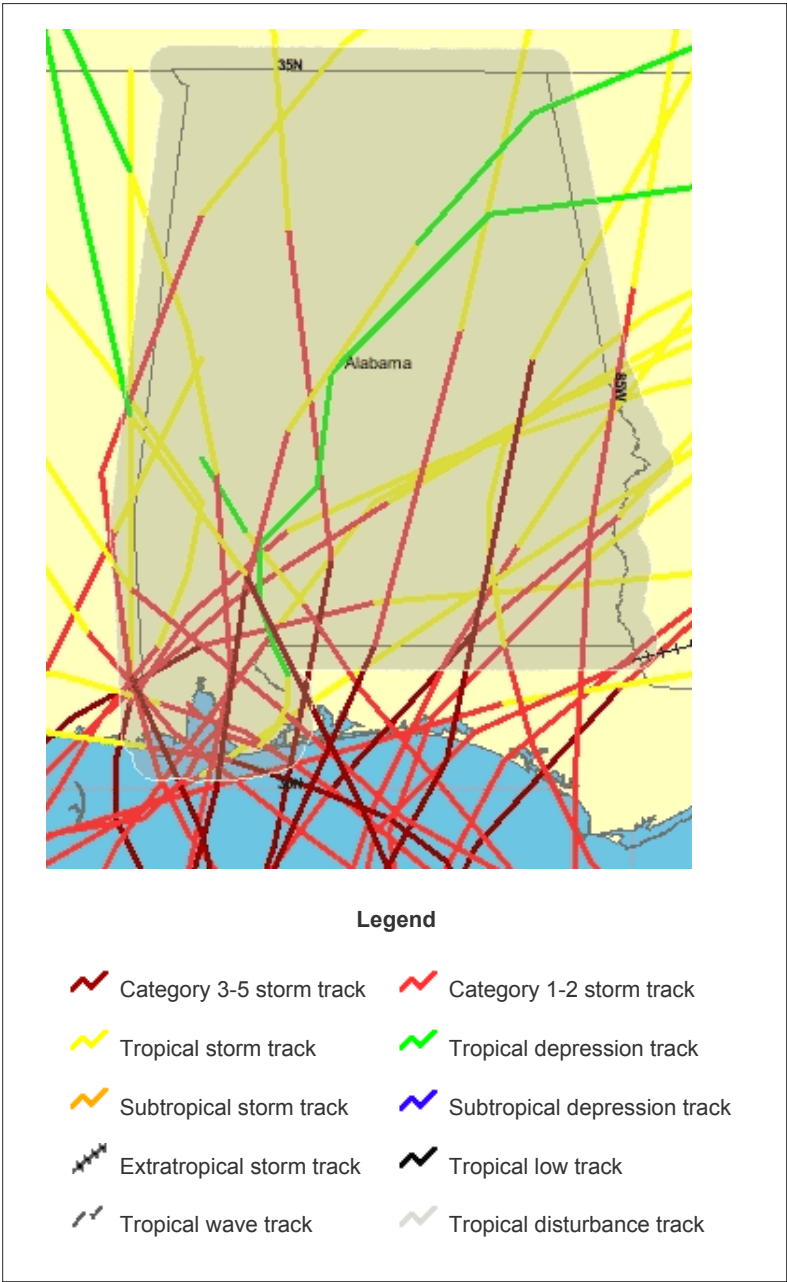 35N
Alabama
85W
30N
Legend
Category 3-5 storm track
Category 1-2 storm track
Tropical storm track
Tropical depression track
Subtropical storm track
Subtropical depression track
Extratropical storm track
Tropical low track
Tropical wave track
Tropical disturbance track